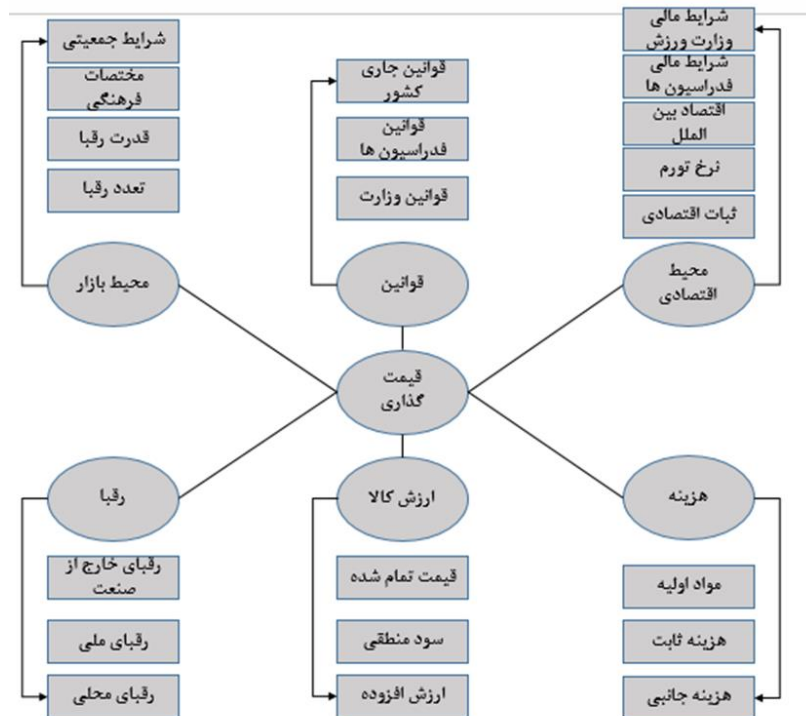 شرایط مالی
وزارت ورزش
شرایط مالی
فدراسیون ها
اقتصاد بین
الملل
نرخ تورم
ثبات اقتصادی
محیط
اقتصادی
قوانین جاری
کشور
قوانین
فدراسیون ها
قوانین وزارت
قوانین
شرایط جمعیتی
مختصات
فرهنگی
قدرت رقبا
تعدد رقبا
محیط بازار
قیمت
گذاری
هزینه
مواد اولیه
هزینه ثابت
هزینه جانبی
ارزش کالا
قیمت تمام شده
سود منطقی
ارزش افزوده
رقبا
رقبای خارج از
صنعت
رقبای ملی
رقبای محلی